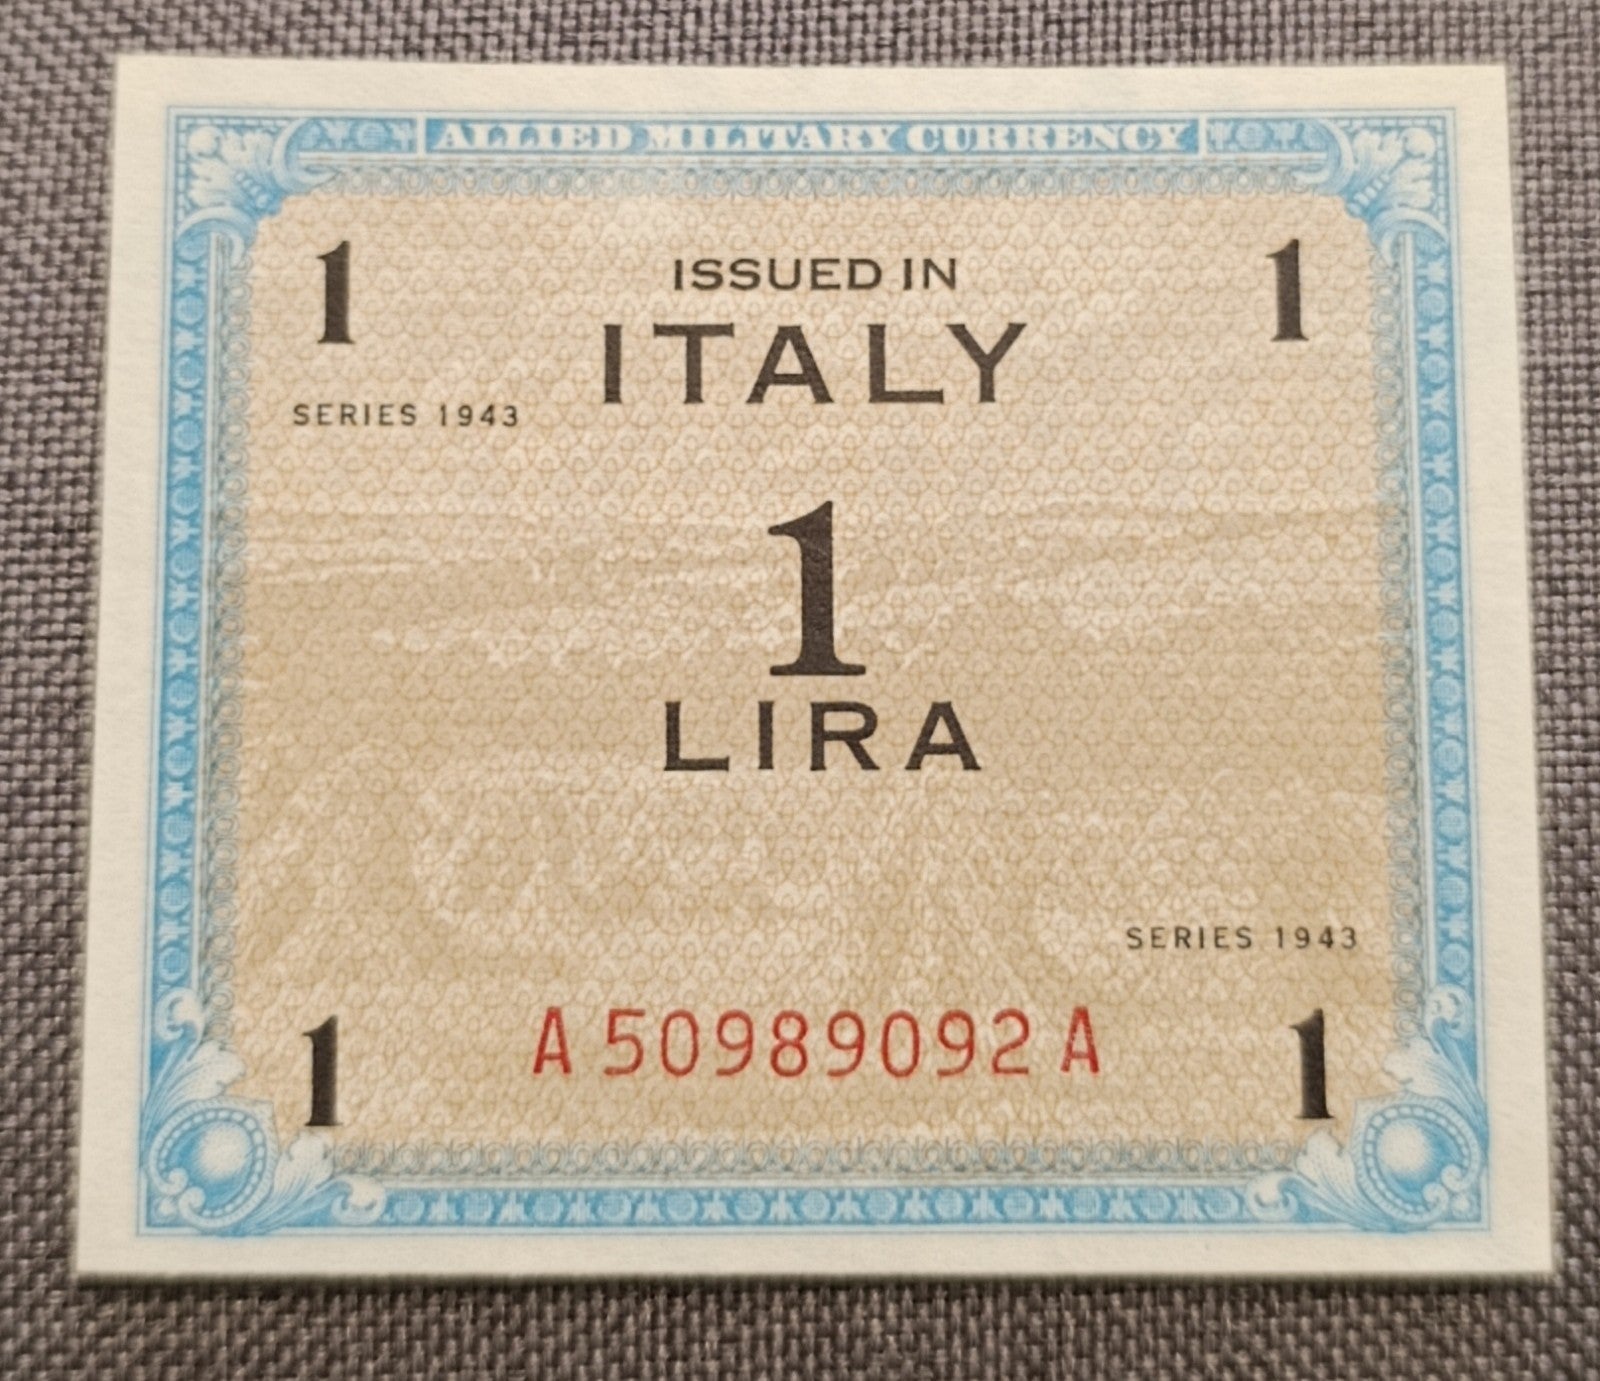 ALLIED MILITARY CURRENCY
1 ISSUED IN 1
ITALY
SERIES 1943
1
LIRA
SERIES 1943
A 50989092 A
1 1